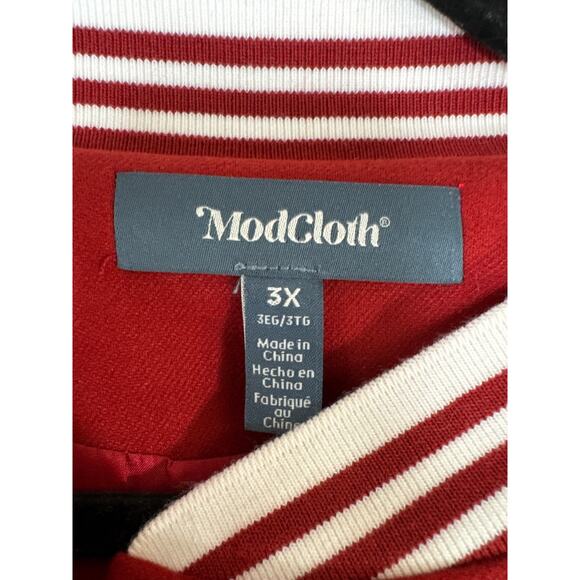 ModCloth®
3X
3EG/3TG
Made in
China
Hecho en
China
Fabriqué
au
Chine